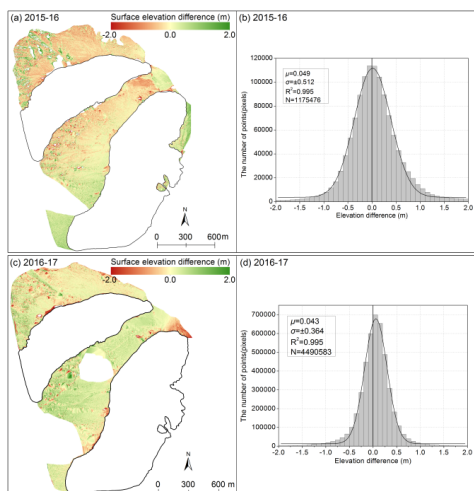 (a) 2015-16
Surface elevation difference (m)
-2.0 0.0 2.0
N
0 300 600m
(b) 2015-16
μ=0.049
σ=±0.512
R²=0.995
N=1175476
The number of points(pixels)
120000
100000
80000
60000
40000
20000
0
-2.0 -1.5 -1.0 -0.5 0.0 0.5 1.0 1.5 2.0
Elevation difference (m)
(c) 2016-17
Surface elevation difference (m)
-2.0 0.0 2.0
N
0 300 600 m
(d) 2016-17
μ=0.043
σ=±0.364
R²=0.995
N=4490583
The number of points(pixels)
700000
600000
500000
400000
300000
200000
100000
0
-2.0 -1.5 -1.0 -0.5 0.0 0.5 1.0 1.5 2.0
Elevation difference (m)